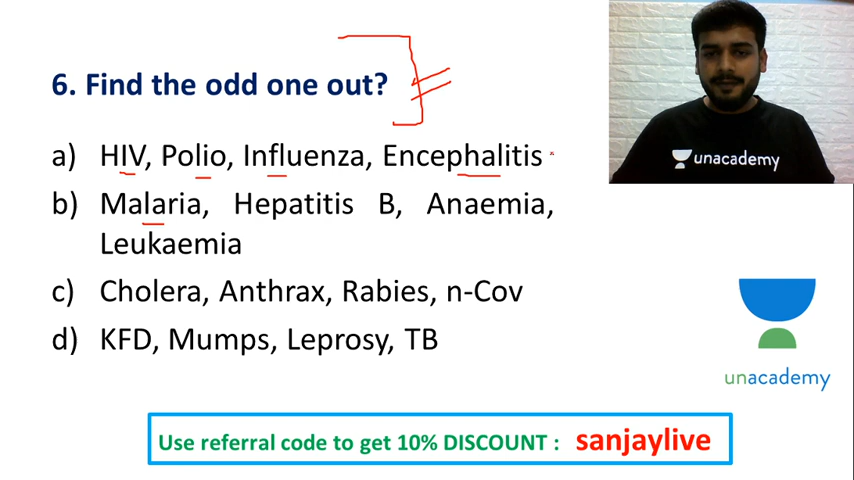 6. Find the odd one out?
a) HIV, Polio, Influenza, Encephalitis
b) Malaria, Hepatitis B, Anaemia,
Leukaemia
c) Cholera, Anthrax, Rabies, n-Cov
d) KFD, Mumps, Leprosy, TB
unacademy
unacademy
Use referral code to get 10% DISCOUNT : sanjaylive